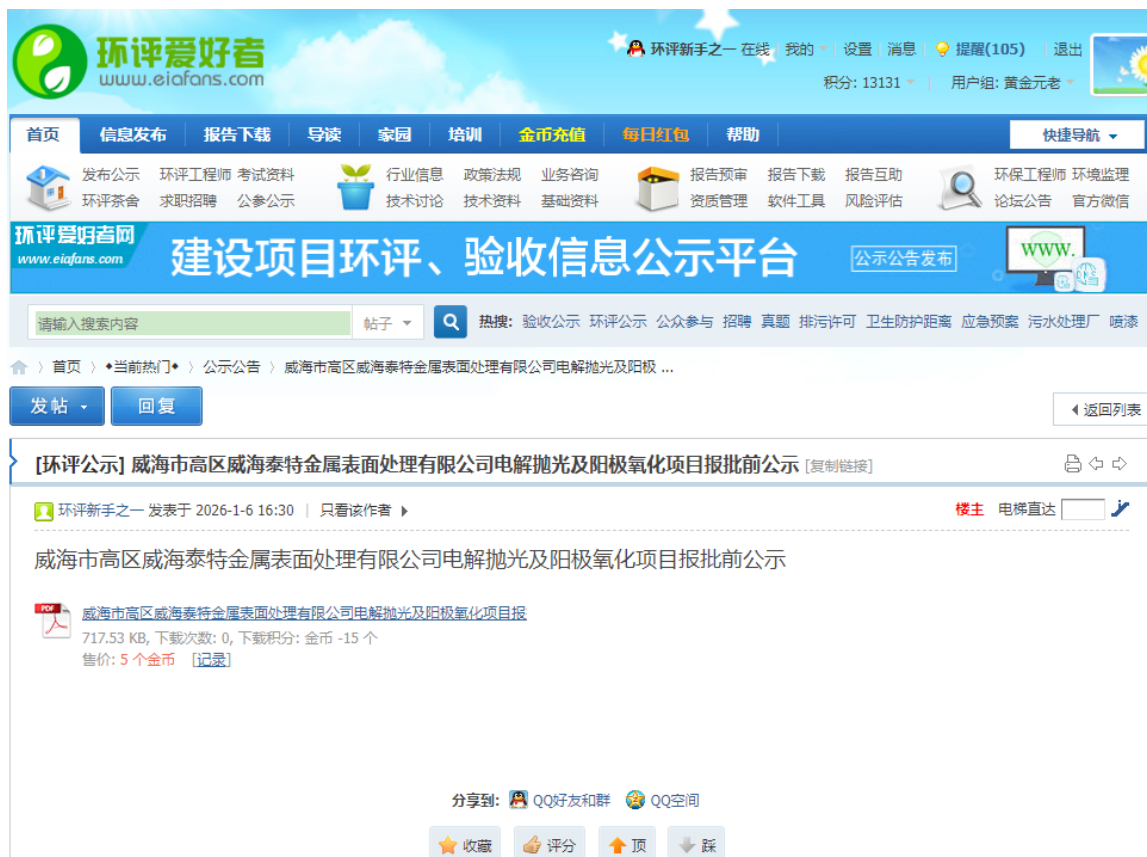 环评爱好者
www.eiafans.com
环评新手之一 在线 我的 设置 消息 提醒(105) 退出
积分: 13131 用户组: 黄金元老
首页 信息发布 报告下载 导读 家园 培训 金币充值 每日红包 帮助 快捷导航
发布公示 环评工程师 考试资料 行业信息 政策法规 业务咨询 报告预审 报告下载 报告互助 环保工程师 环境监理
环评茶舍 求职招聘 公参公示 技术讨论 技术资料 基础资料 资质管理 软件工具 风险评估 论坛公告 官方微信
环评爱好者网
www.eiafans.com
建设项目环评、验收信息公示平台
公示公告发布
WWW.
DNS
请输入搜索内容 帖子 热搜: 验收公示 环评公示 公众参与 招聘 真题 排污许可 卫生防护距离 应急预案 污水处理厂 喷漆
首页 〉 ◆当前热门◆ 〉 公示公告 〉 威海市高区威海泰特金属表面处理有限公司电解抛光及阳极 ...
发帖 回复 返回列表
[环评公示] 威海市高区威海泰特金属表面处理有限公司电解抛光及阳极氧化项目报批前公示 [复制链接]
环评新手之一 发表于 2026-1-6 16:30 | 只看该作者 楼主 电梯直达
威海市高区威海泰特金属表面处理有限公司电解抛光及阳极氧化项目报批前公示
PDF
威海市高区威海泰特金属表面处理有限公司电解抛光及阳极氧化项目报
717.53 KB, 下载次数: 0, 下载积分: 金币 -15 个
售价: 5 个金币 [记录]
分享到: QQ好友和群 QQ空间
收藏 评分 顶 踩